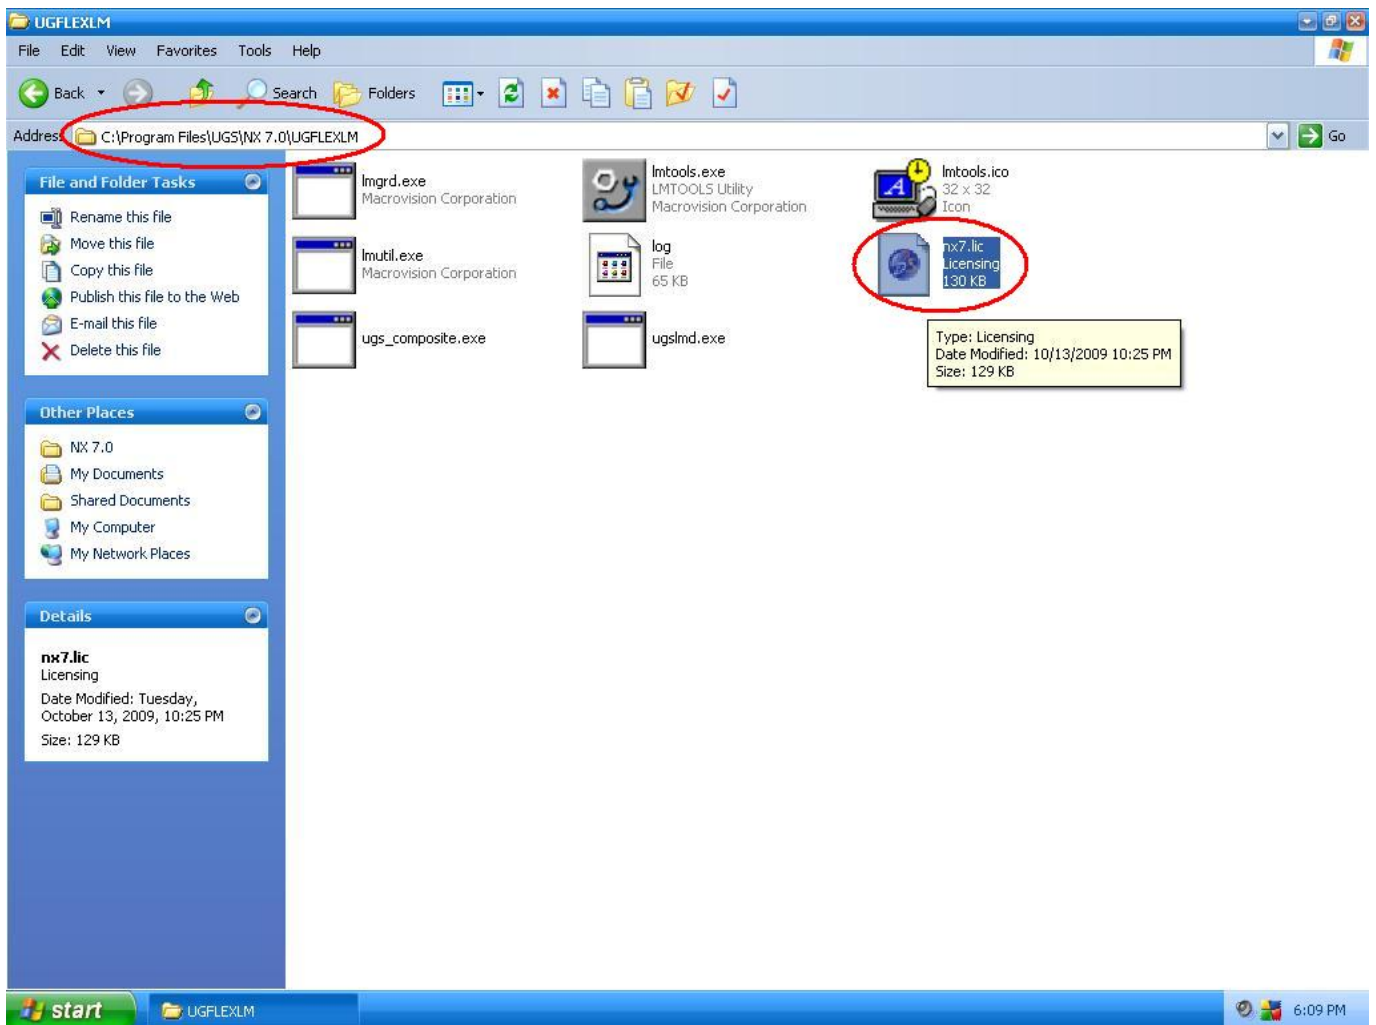 UGFLEXLM
File Edit View Favorites Tools Help
Back Search Folders
Address C:\Program Files\UGS\NX 7.0\UGFLEXLM Go
File and Folder Tasks
Rename this file
Move this file
Copy this file
Publish this file to the Web
E-mail this file
Delete this file
Other Places
NX 7.0
My Documents
Shared Documents
My Computer
My Network Places
Details
nx7.lic
Licensing
Date Modified: Tuesday,
October 13, 2009, 10:25 PM
Size: 129 KB
lmgrd.exe
Macrovision Corporation
lmtools.exe
LMTOOLS Utility
Macrovision Corporation
lmtools.ico
32 x 32
Icon
lmutil.exe
Macrovision Corporation
log
File
65 KB
nx7.lic
Licensing
130 KB
ugs_composite.exe
ugslmd.exe
Type: Licensing
Date Modified: 10/13/2009 10:25 PM
Size: 129 KB
start UGFLEXLM 6:09 PM